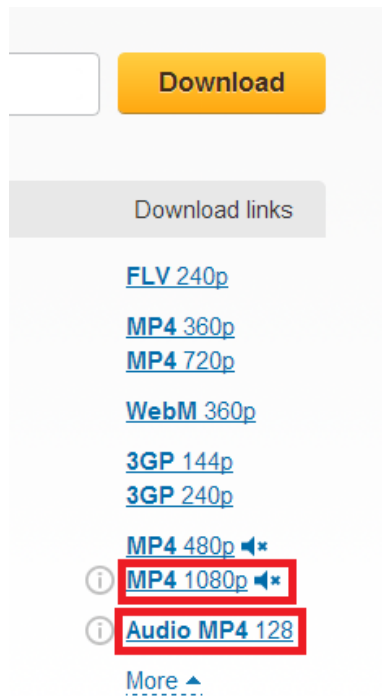 Download
Download links
FLV 240p
MP4 360p
MP4 720p
WebM 360p
3GP 144p
3GP 240p
MP4 480p
MP4 1080p
Audio MP4 128
More